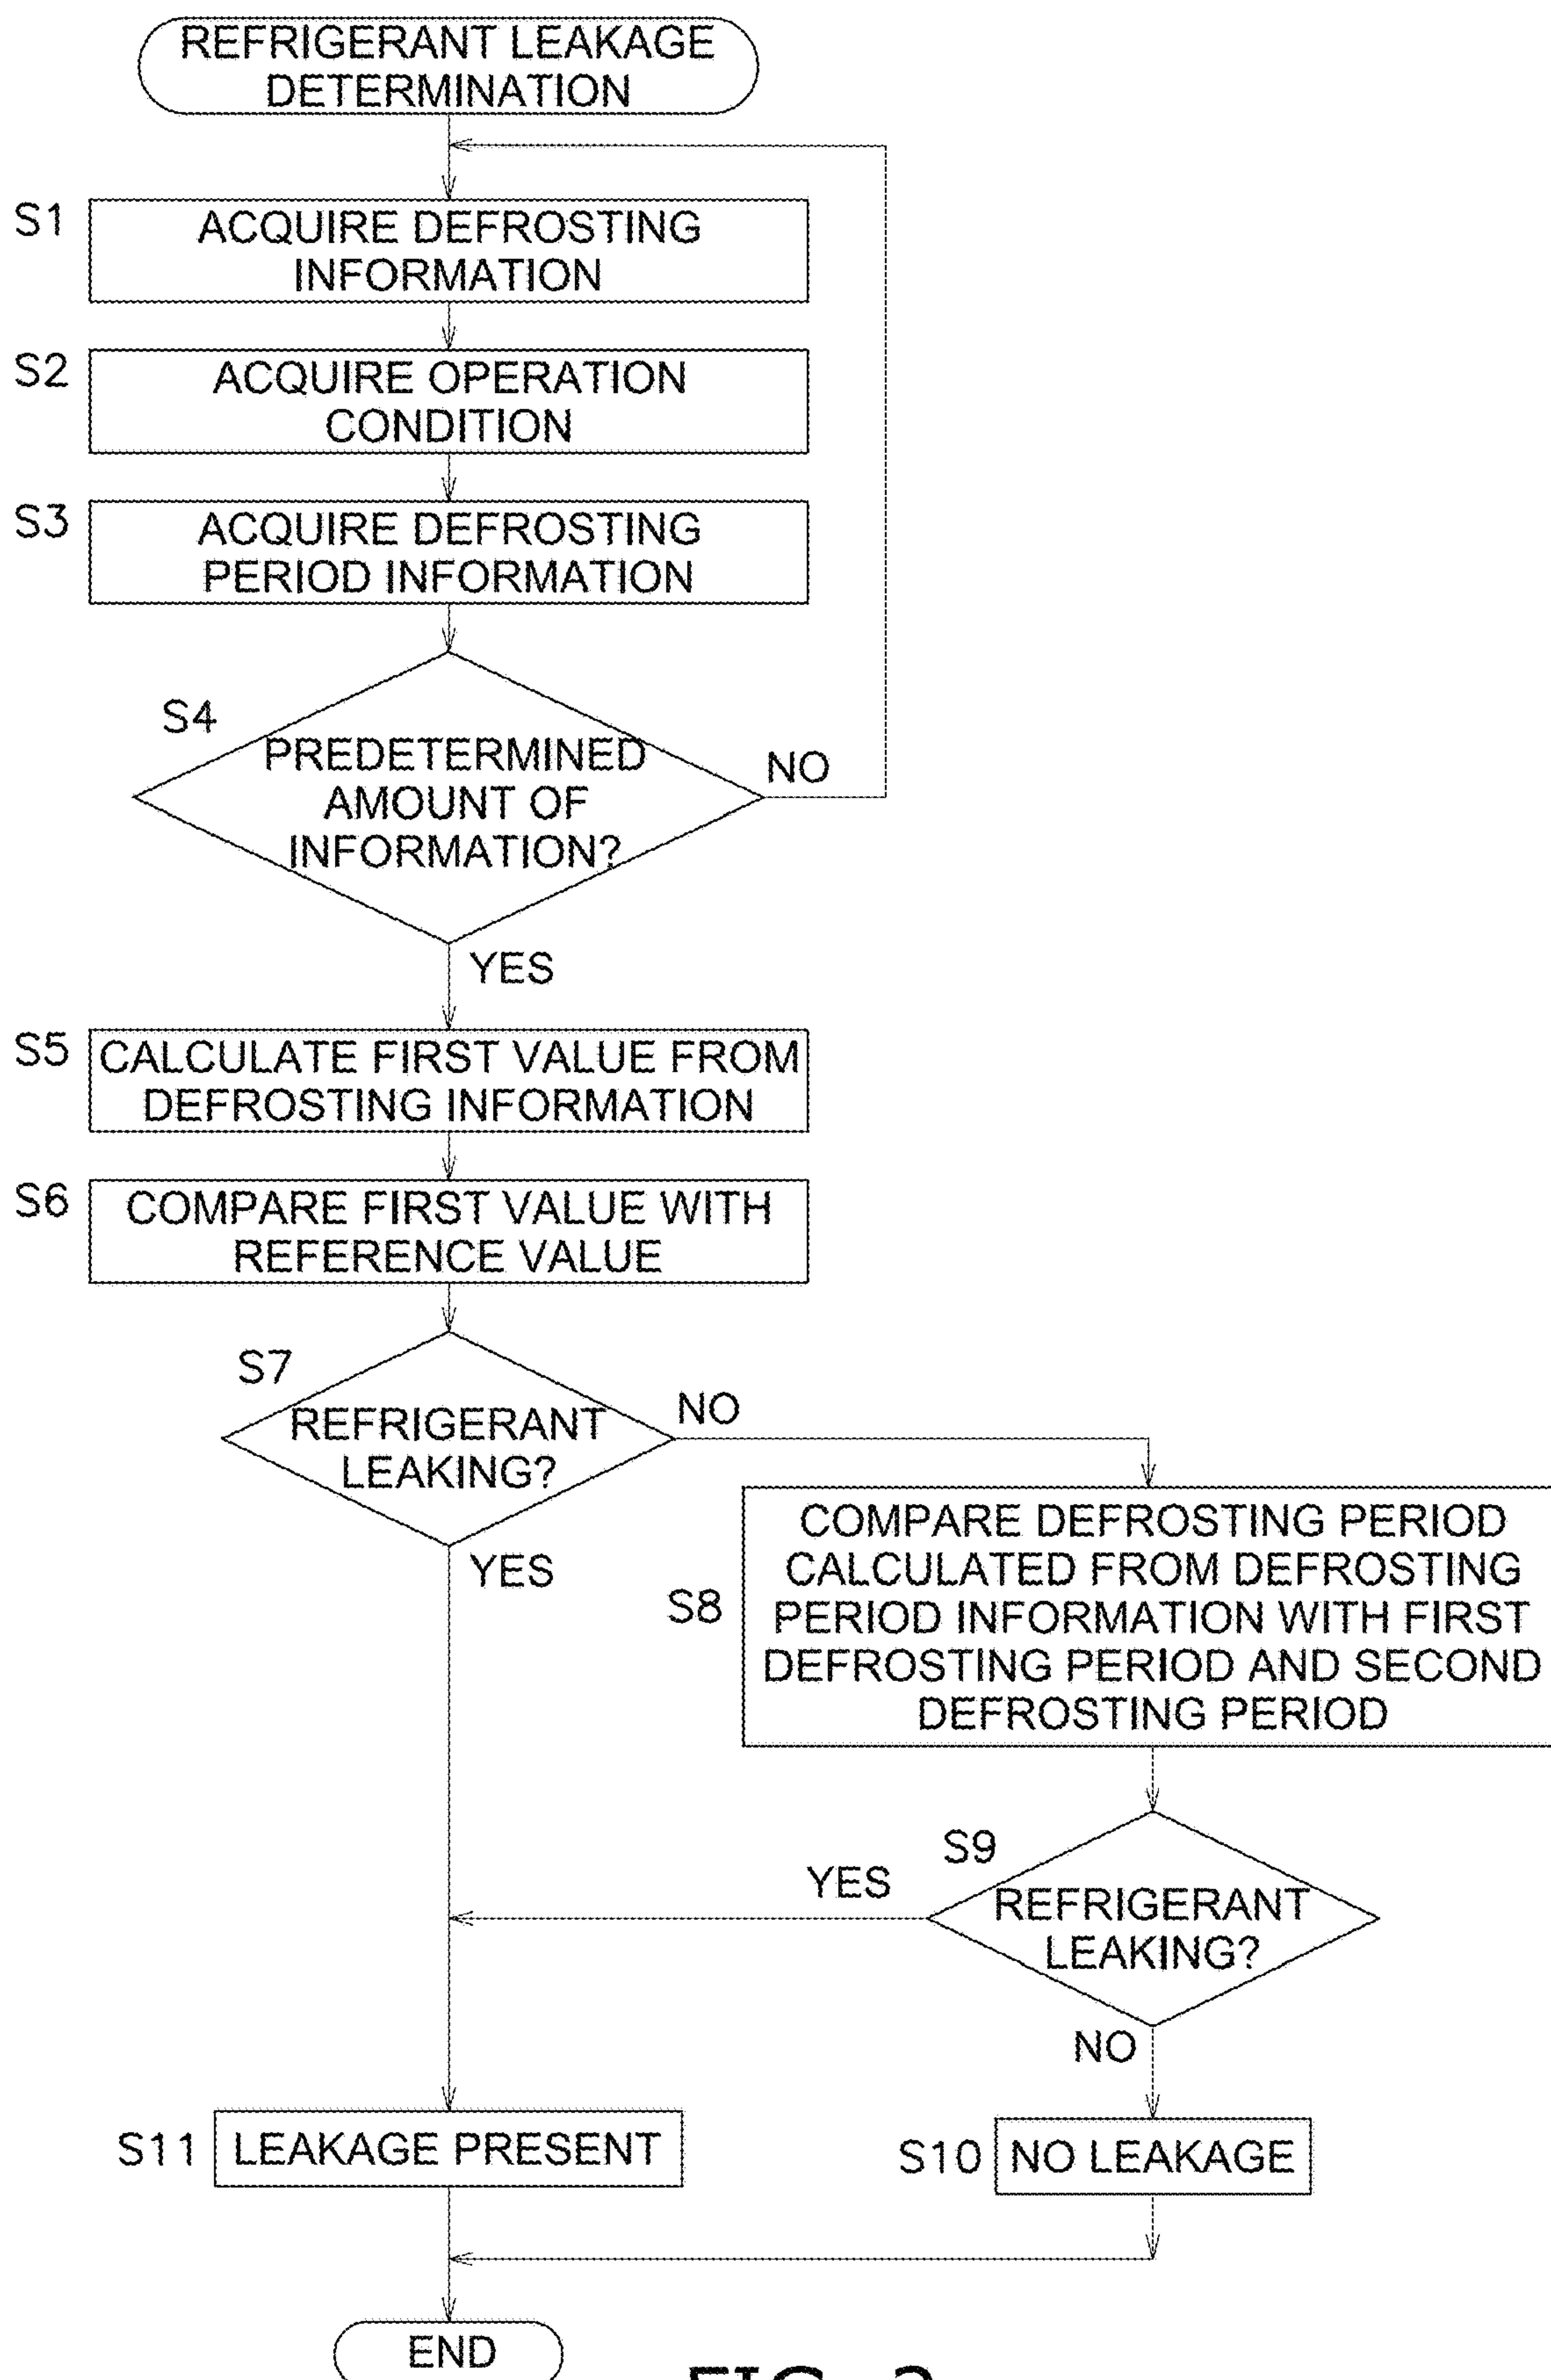 REFRIGERANT LEAKAGE
DETERMINATION
S1
ACQUIRE DEFROSTING
INFORMATION
S2
ACQUIRE OPERATION
CONDITION
S3
ACQUIRE DEFROSTING
PERIOD INFORMATION
S4
PREDETERMINED
AMOUNT OF
INFORMATION?
NO
YES
S5
CALCULATE FIRST VALUE FROM
DEFROSTING INFORMATION
S6
COMPARE FIRST VALUE WITH
REFERENCE VALUE
S7
REFRIGERANT
LEAKING?
NO
YES
S8
COMPARE DEFROSTING PERIOD
CALCULATED FROM DEFROSTING
PERIOD INFORMATION WITH FIRST
DEFROSTING PERIOD AND SECOND
DEFROSTING PERIOD
S9
REFRIGERANT
LEAKING?
YES
NO
S11
LEAKAGE PRESENT
S10
NO LEAKAGE
END